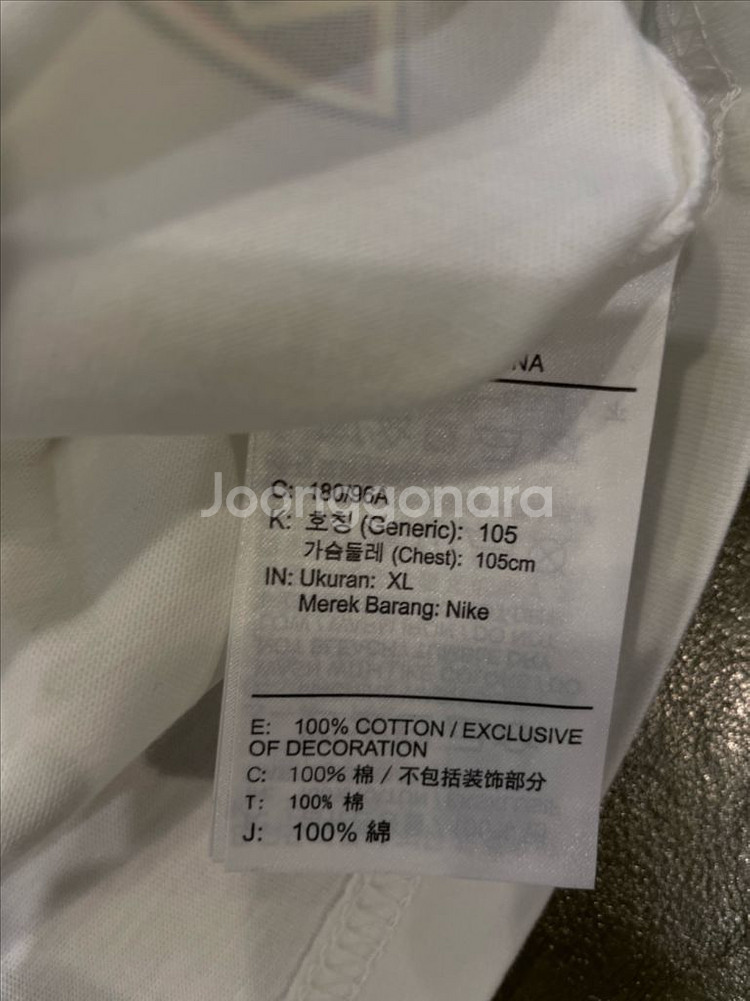 NA
C: 180/96A
Joonggonara
K: 호칭 (Generic): 105
가슴둘레 (Chest): 105cm
IN: Ukuran: XL
Merek Barang: Nike
E: 100% COTTON / EXCLUSIVE
OF DECORATION
C: 100% 棉 / 不包括装饰部分
T: 100% 棉
J: 100% 綿